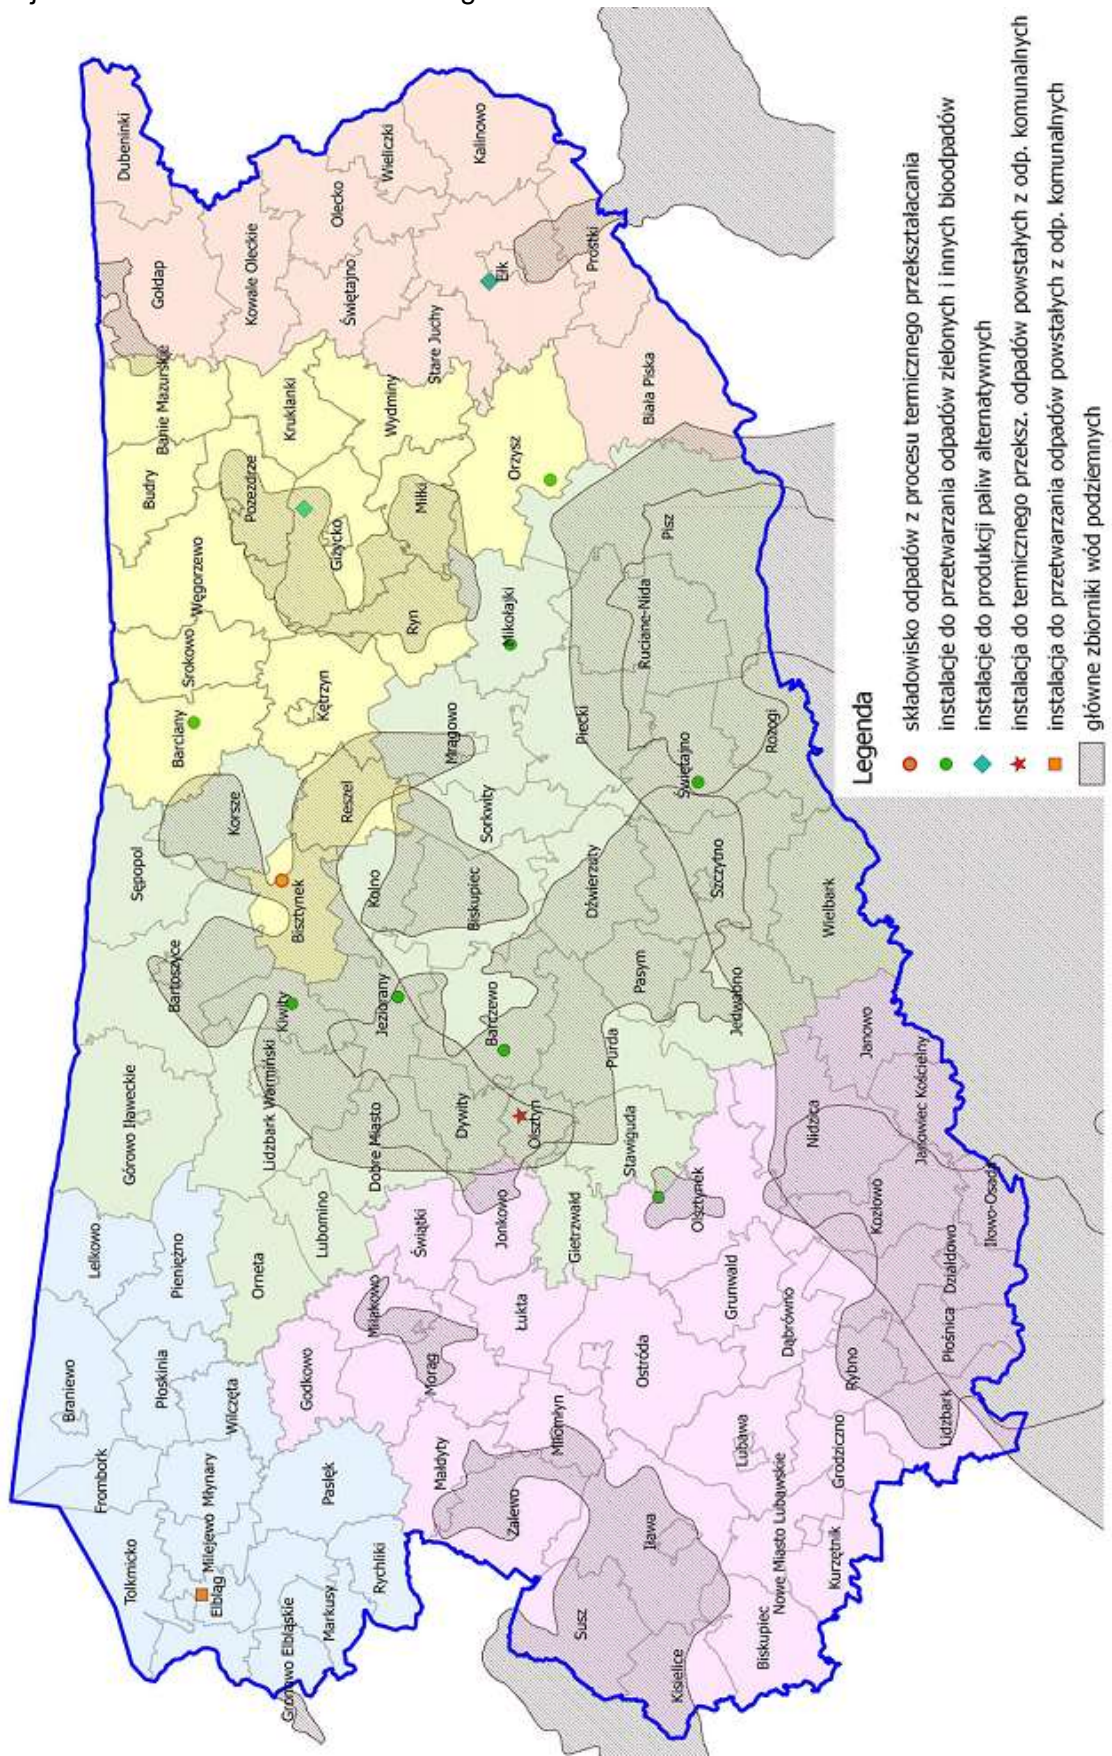 Dubeninki
Gołdap
Kowale Oleckie
Olecko
Wieliczki
Świętajno
Kalinowo
Stare Juchy
Ełk
Prostki
Biała Piska
Banie Mazurskie
Budry
Kruklanki
Wydminy
Pozezdrze
Węgorzewo
Giżycko
Miłki
Orzysz
Srokowo
Ryn
Kętrzyn
Barciany
Mikołajki
Pisz
Ruciane-Nida
Mrągowo
Piecki
Świętajno
Rozogi
Korsze
Reszel
Sorkwity
Sępopol
Bisztynek
Kolno
Biskupiec
Dźwierzuty
Szczytno
Wielbark
Bartoszyce
Kiwity
Jeziorany
Barczewo
Pasym
Jedwabno
Purda
Górowo Iławeckie
Lidzbark Warmiński
Dobre Miasto
Dywity
Olsztyn
Stawiguda
Janowo
Nidzica
Janowiec Kościelny
Lelkowo
Pieniężno
Orneta
Lubomino
Świątki
Jonkowo
Gietrzwałd
Olsztynek
Kozłowo
Iłowo-Osada
Braniewo
Płoskinia
Wilczęta
Godkowo
Miłakowo
Morąg
Łukta
Ostróda
Grunwald
Dąbrówno
Działdowo
Płośnica
Rybno
Lidzbark
Frombork
Młynary
Milejewo
Tolkmicko
Elbląg
Pasłęk
Małdyty
Miłomłyn
Zalewo
Iława
Lubawa
Grodziczno
Nowe Miasto Lubawskie
Kurzętnik
Gronowo Elbląskie
Markusy
Rychliki
Susz
Kisielice
Biskupiec
Legenda
składowisko odpadów z procesu termicznego przekształacania
instalacje do przetwarzania odpadów zielonych i innych bioodpadów
instalacje do produkcji paliw alternatywnych
instalacja do termicznego przeksz. odpadów powstałych z odp. komunalnych
instalacja do przetwarzania odpadów powstałych z odp. komunalnych
główne zbiorniki wód podziemnych